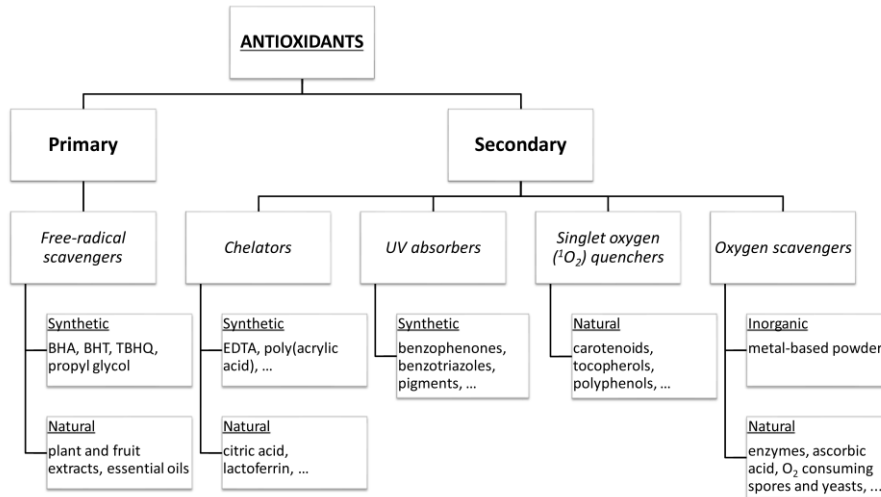 ANTIOXIDANTS
Primary
Secondary
Free-radical
scavengers
Chelators
UV absorbers
Singlet oxygen
(¹O₂) quenchers
Oxygen scavengers
Synthetic
BHA, BHT, TBHQ,
propyl glycol
Natural
plant and fruit
extracts, essential oils
Synthetic
EDTA, poly(acrylic
acid), ...
Natural
citric acid,
lactoferrin, ...
Synthetic
benzophenones,
benzotriazoles,
pigments, ...
Natural
carotenoids,
tocopherols,
polyphenols, ...
Inorganic
metal-based powder
Natural
enzymes, ascorbic
acid, O₂ consuming
spores and yeasts, ...